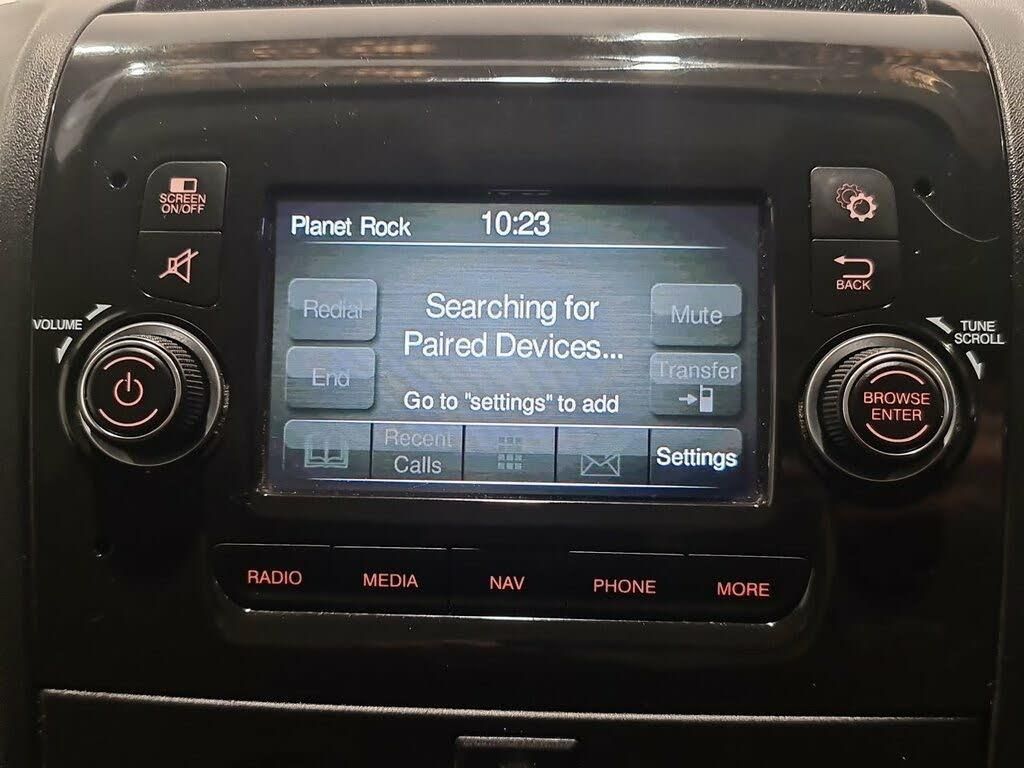 SCREEN
ON/OFF
VOLUME
Planet Rock 10:23
Redial
End
Searching for
Paired Devices...
Go to "settings" to add
Mute
Transfer
Recent
Calls
Settings
BACK
TUNE
SCROLL
BROWSE
ENTER
RADIO
MEDIA
NAV
PHONE
MORE